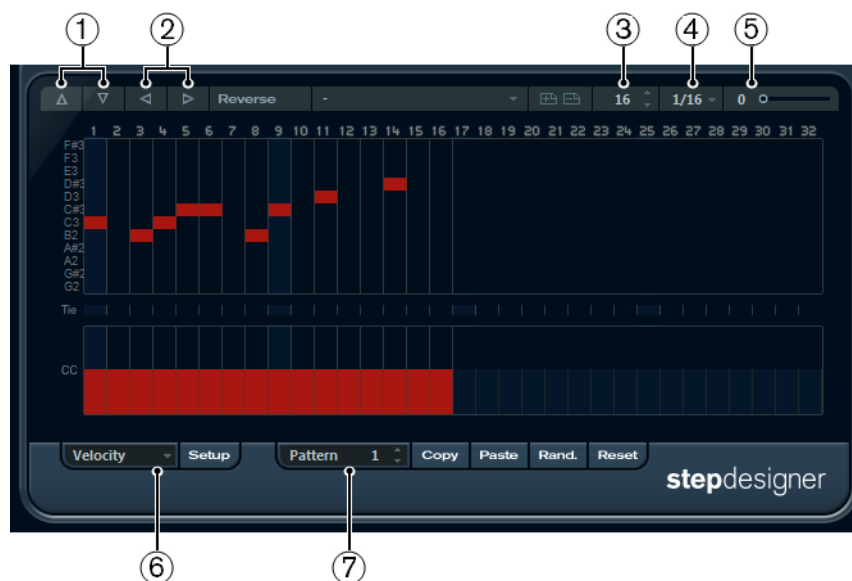 1 2 3 4 5
Reverse - 16 1/16 0
1 2 3 4 5 6 7 8 9 10 11 12 13 14 15 16 17 18 19 20 21 22 23 24 25 26 27 28 29 30 31 32
F#3
F3
E3
D#3
D3
C#3
C3
B2
A#2
A2
G#2
G2
Tie
CC
Velocity Setup Pattern 1 Copy Paste Rand. Reset
stepdesigner
6 7